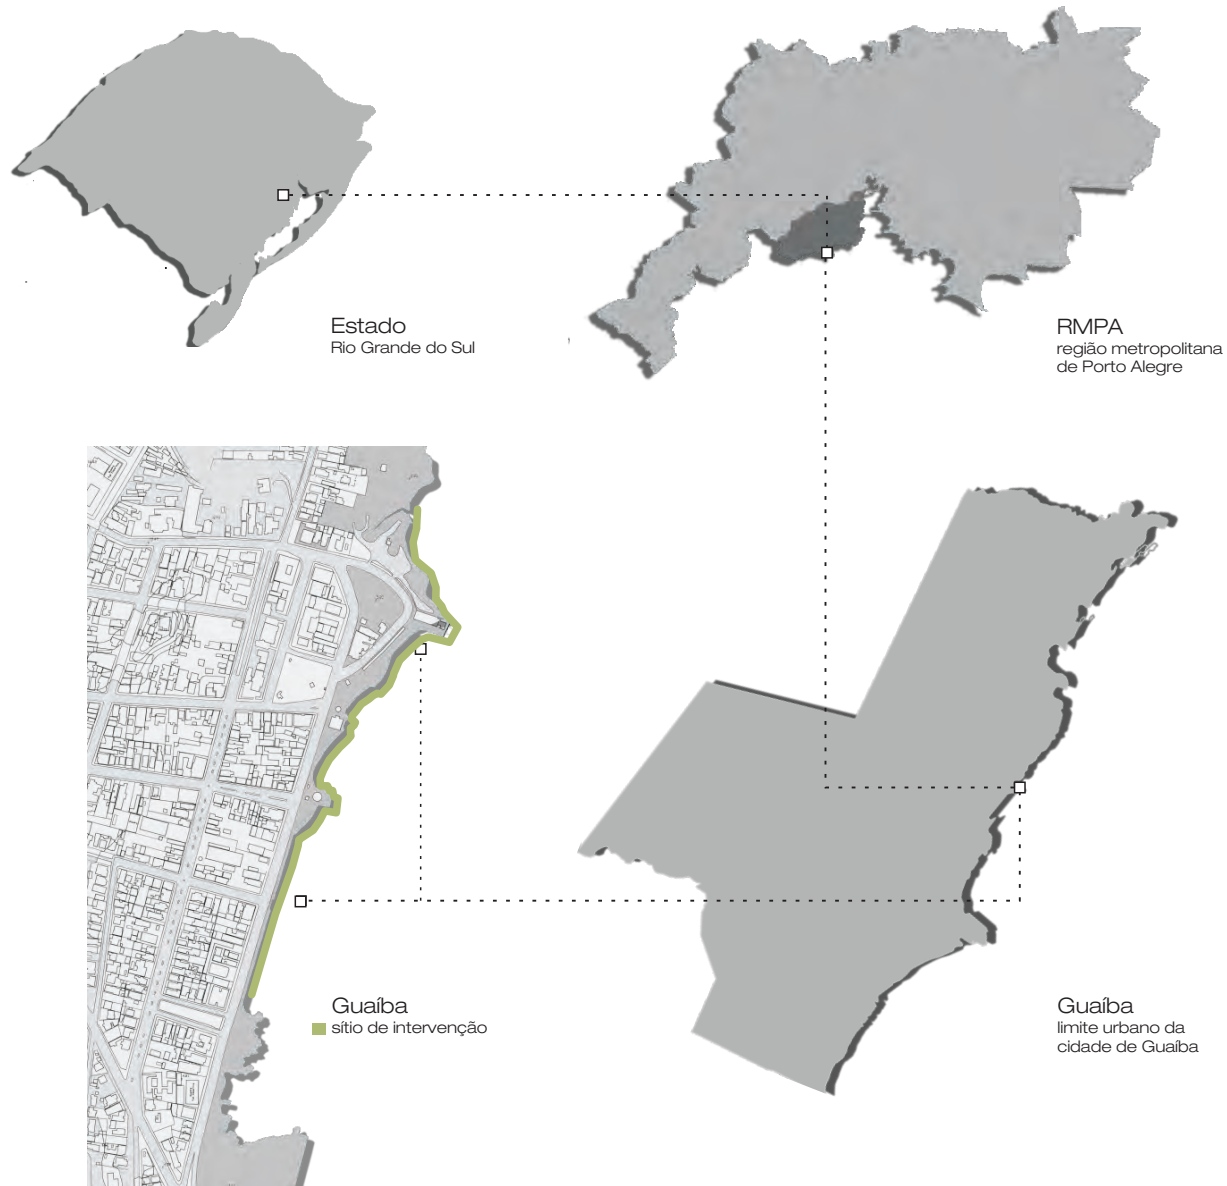 Estado
Rio Grande do Sul
RMPA
região metropolitana
de Porto Alegre
Guaíba
sítio de intervenção
Guaíba
limite urbano da
cidade de Guaíba